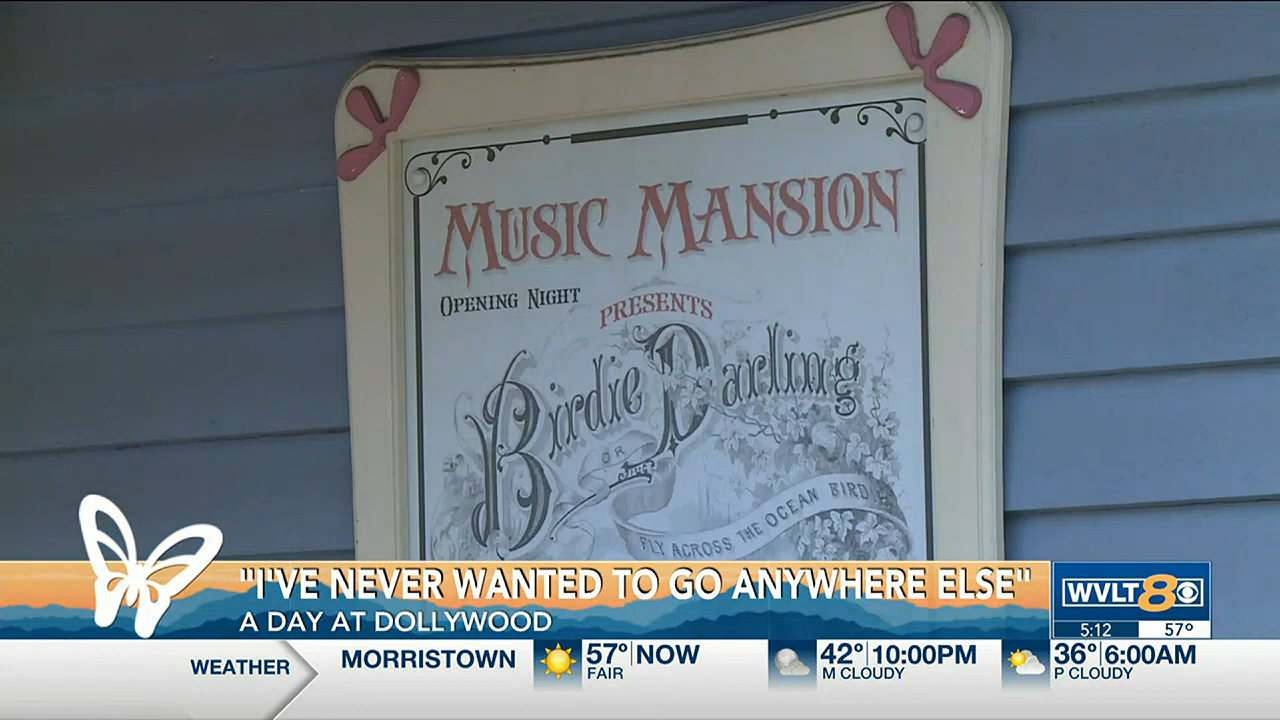 MUSIC MANSION
OPENING NIGHT
PRESENTS
Birdie Darling
OR
FLY ACROSS THE OCEAN BIRDIE
"I'VE NEVER WANTED TO GO ANYWHERE ELSE"
A DAY AT DOLLYWOOD
WVLT 8
5:12 57°
WEATHER
MORRISTOWN
57° NOW
FAIR
42° 10:00PM
M CLOUDY
36° 6:00AM
P CLOUDY